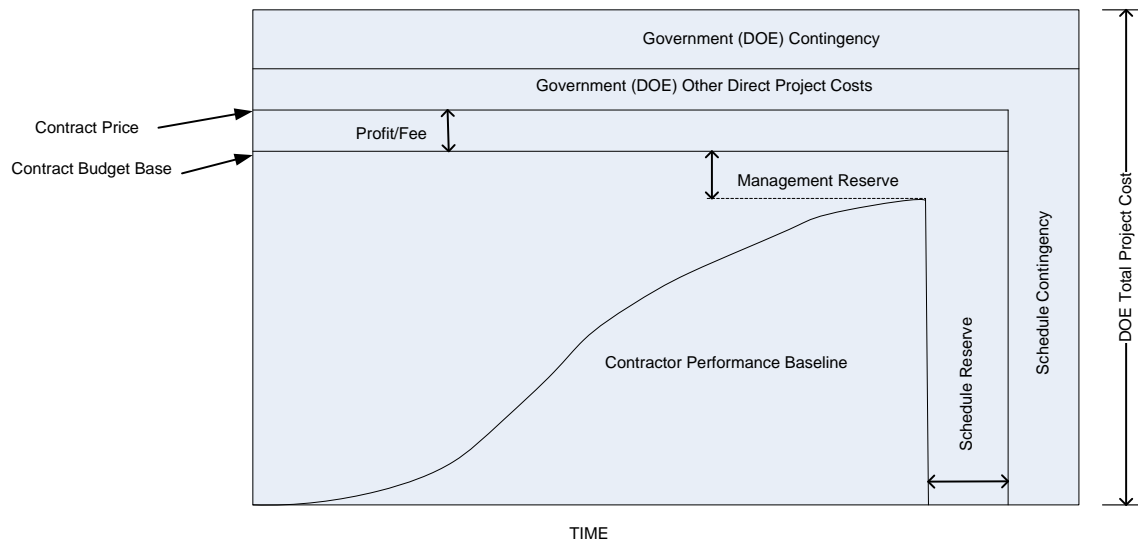 Government (DOE) Contingency
Government (DOE) Other Direct Project Costs
Contract Price
Profit/Fee
Contract Budget Base
Management Reserve
Contractor Performance Baseline
Schedule Reserve
Schedule Contingency
DOE Total Project Cost
TIME